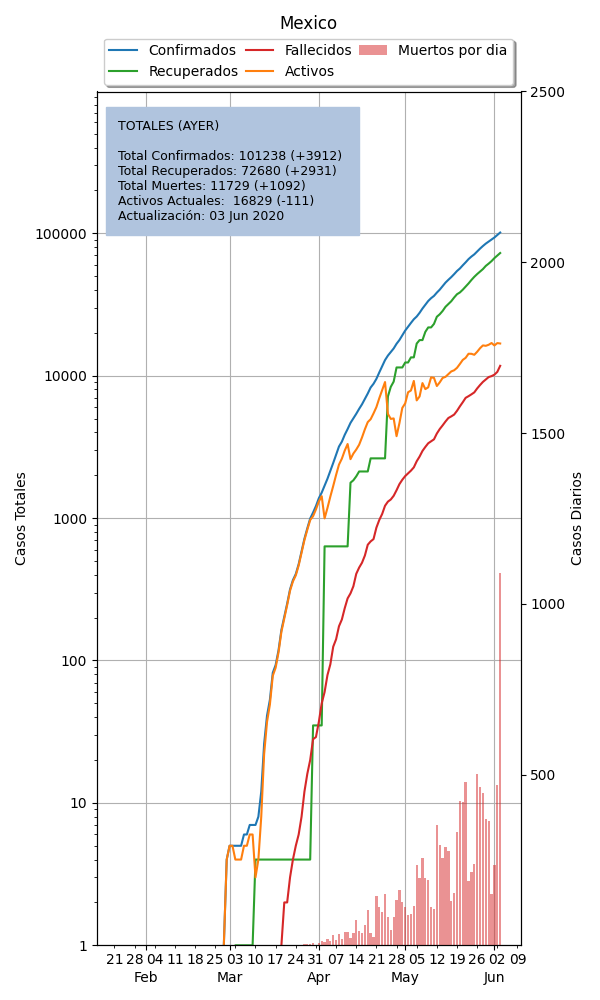 Mexico
Confirmados Fallecidos Muertos por dia
Recuperados Activos
TOTALES (AYER)
Total Confirmados: 101238 (+3912)
Total Recuperados: 72680 (+2931)
Total Muertes: 11729 (+1092)
Activos Actuales:  16829 (-111)
Actualización: 03 Jun 2020
Casos Totales
100000
10000
1000
100
10
1
2500
2000
1500
1000
500
Casos Diarios
21 28 04 11 18 25 03 10 17 24 31 07 14 21 28 05 12 19 26 02 09
Feb Mar Apr May Jun